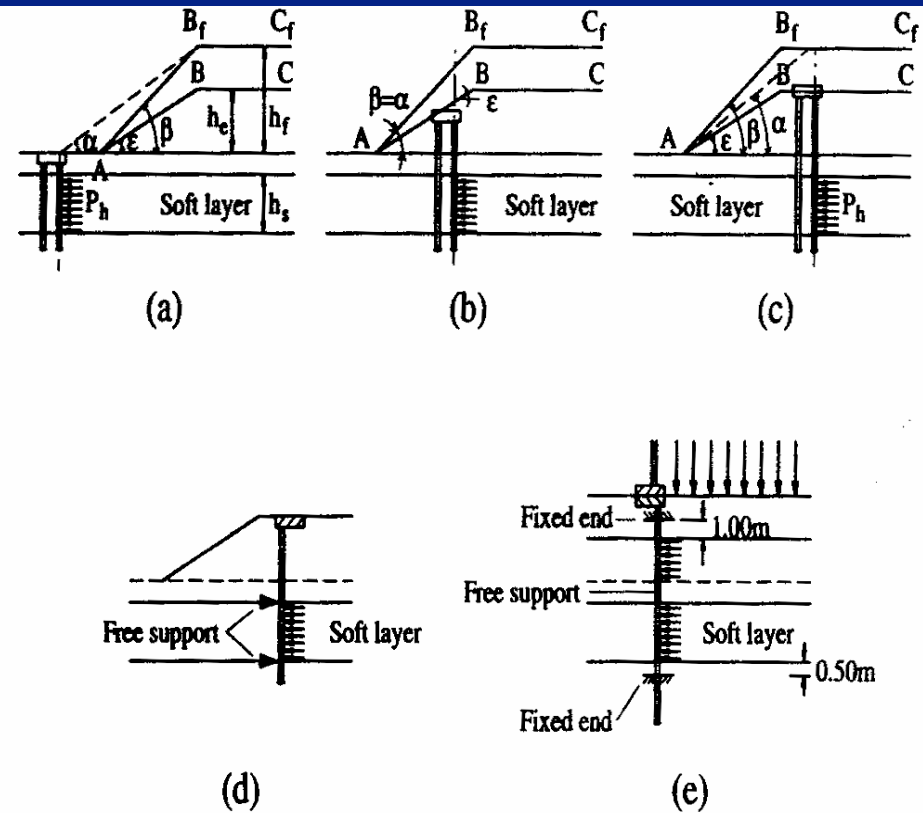 B_f C_f
B C
h_e h_f
α ε β
A
P_h Soft layer h_s
(a)
B_f C_f
B C
β=α ε
A
Soft layer
(b)
B_f C_f
B C
A ε β α
Soft layer P_h
(c)
Free support Soft layer
(d)
Fixed end 1.00m
Free support
Soft layer
0.50m
Fixed end
(e)